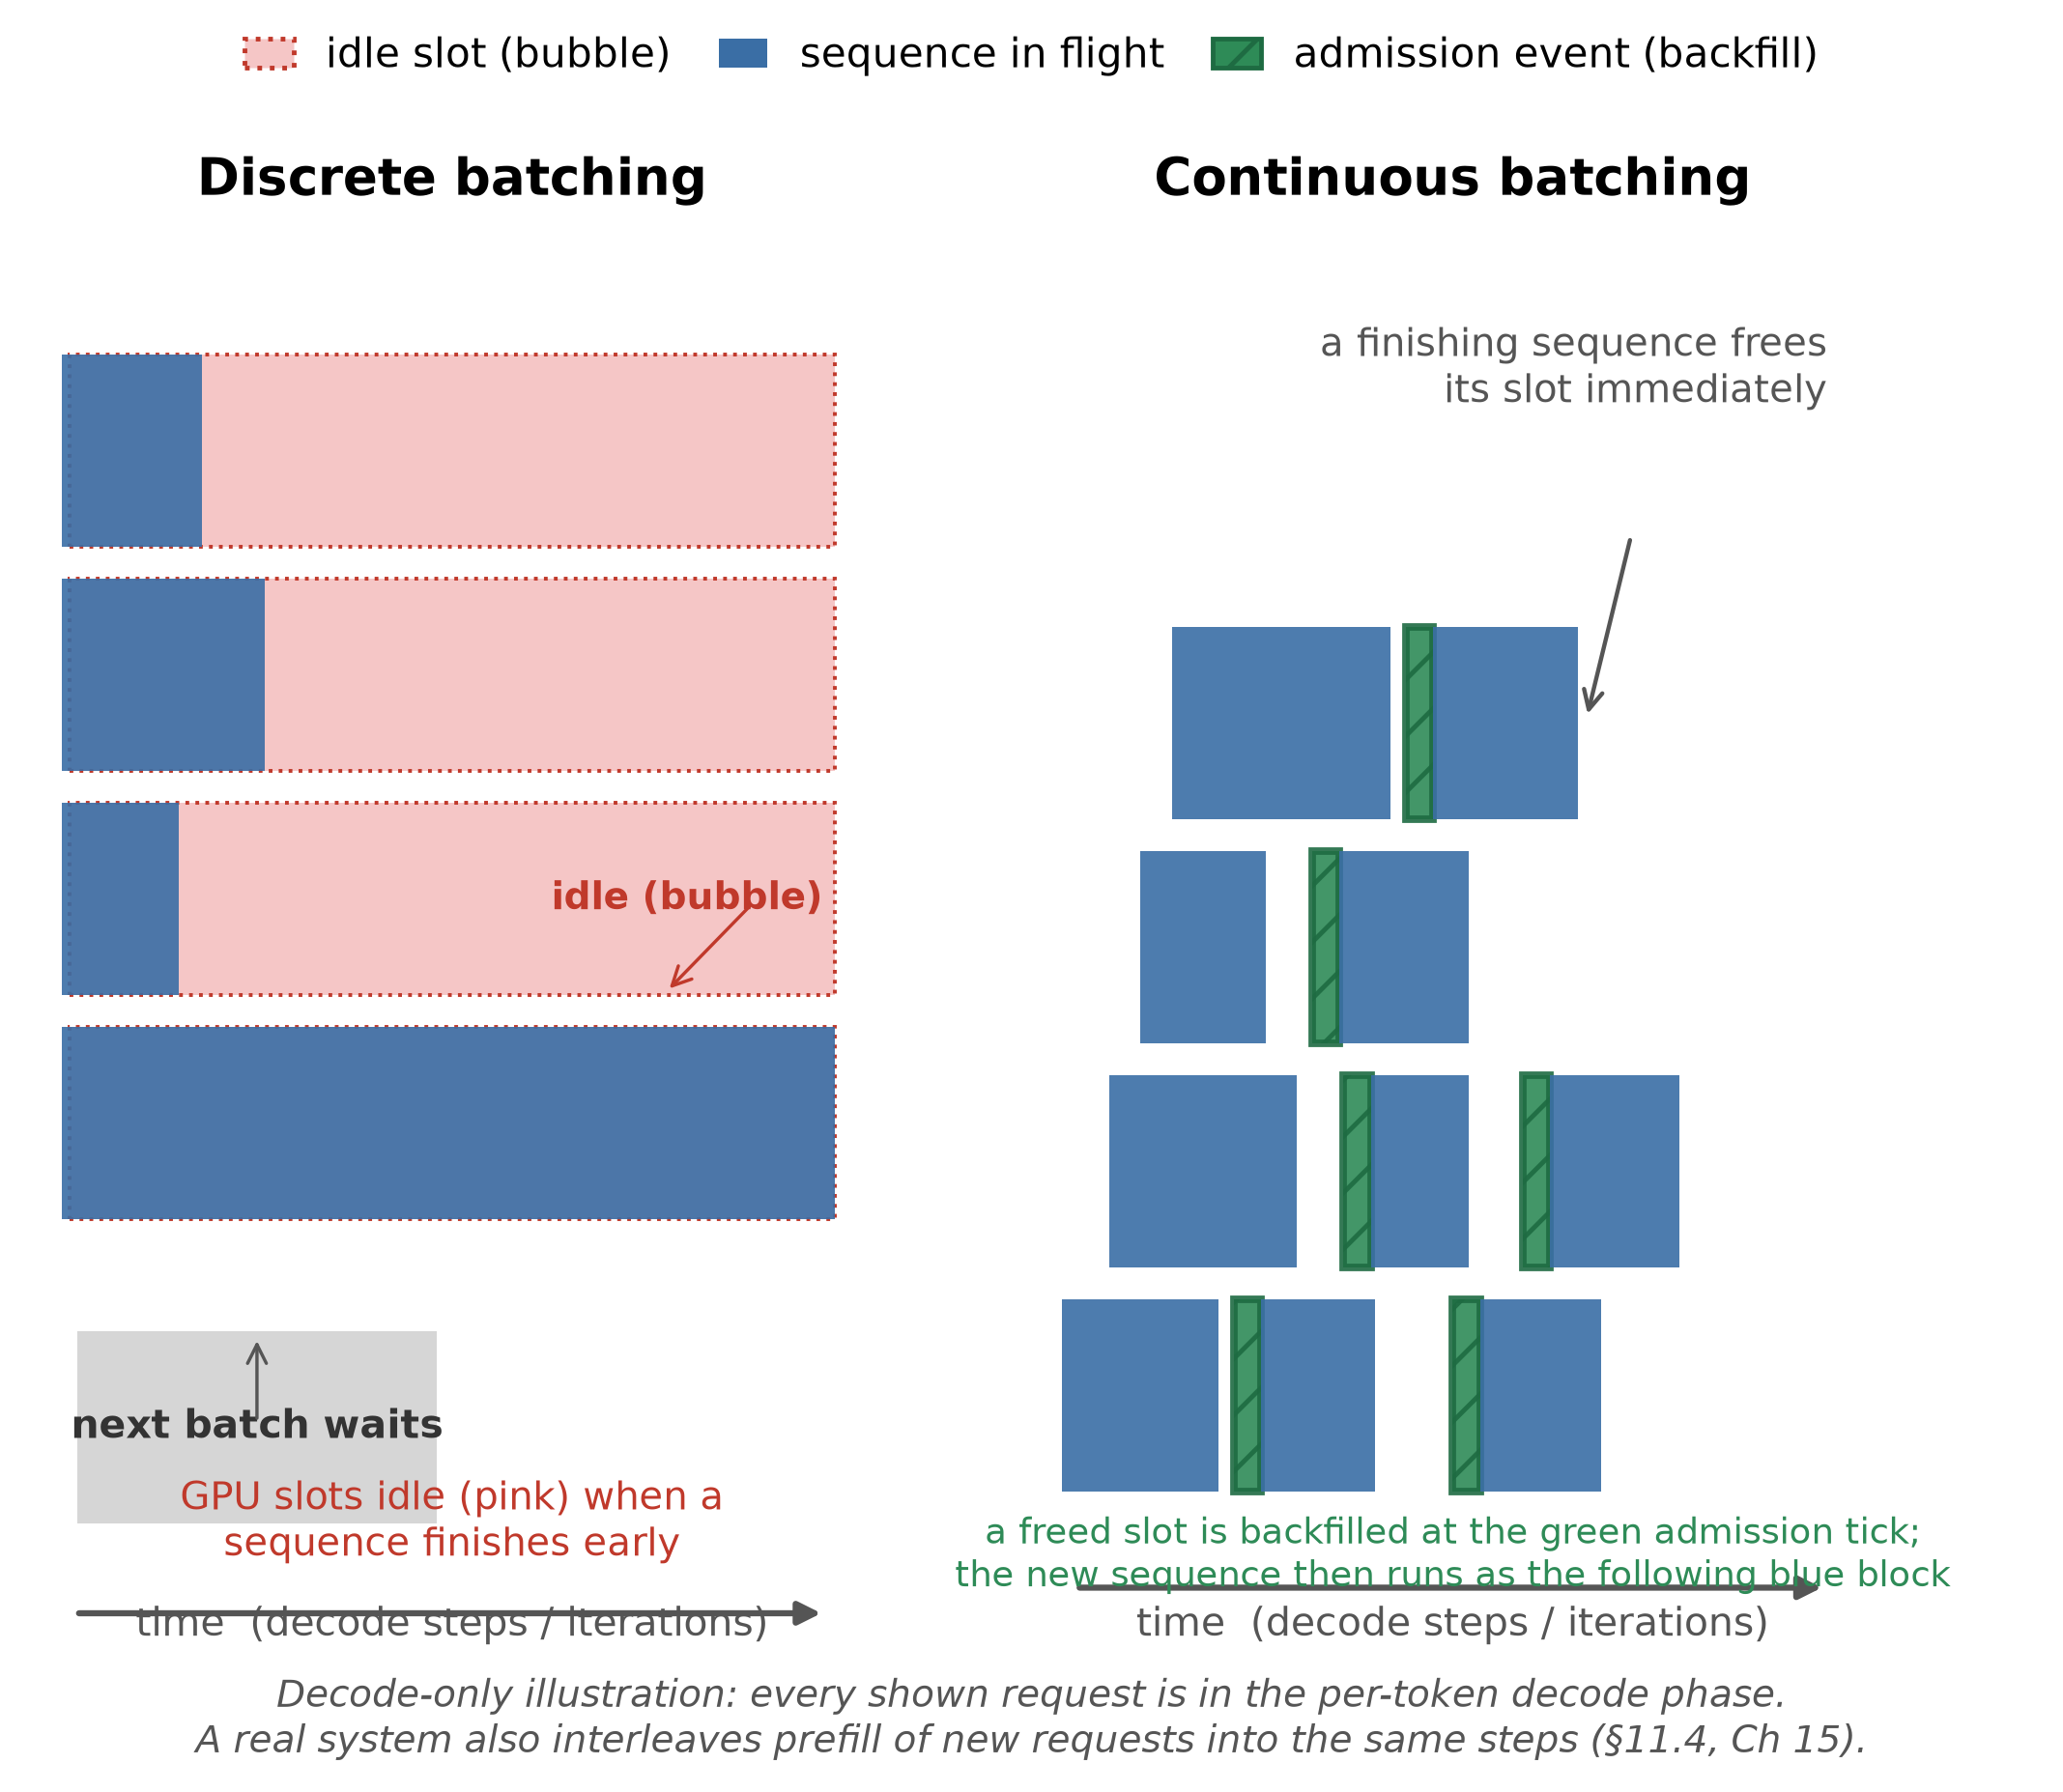 idle slot (bubble)
sequence in flight
admission event (backfill)
Discrete batching
Continuous batching
a finishing sequence frees
its slot immediately
idle (bubble)
next batch waits
GPU slots idle (pink) when a
sequence finishes early
a freed slot is backfilled at the green admission tick;
the new sequence then runs as the following blue block
time (decode steps / iterations)
time (decode steps / iterations)
Decode-only illustration: every shown request is in the per-token decode phase.
A real system also interleaves prefill of new requests into the same steps (§11.4, Ch 15).